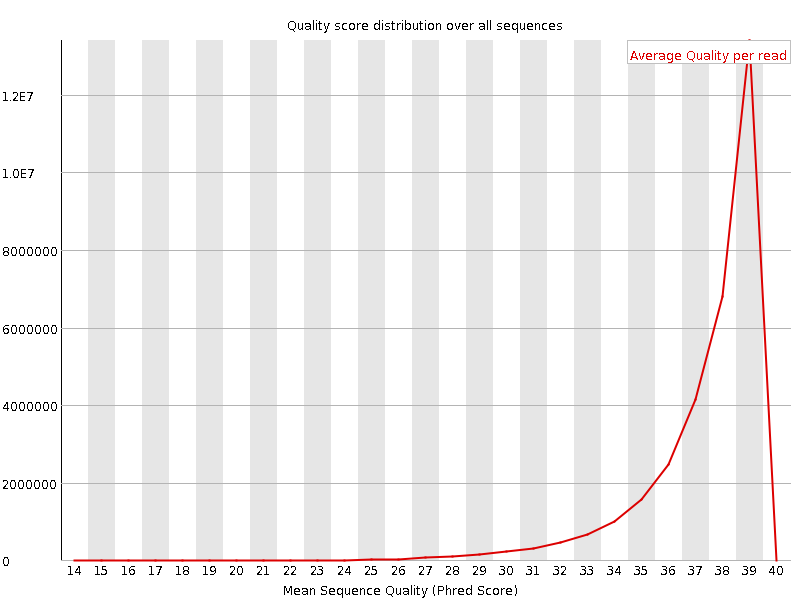 Quality score distribution over all sequences
Average Quality per read
1.2E7
1.0E7
8000000
6000000
4000000
2000000
0
14 15 16 17 18 19 20 21 22 23 24 25 26 27 28 29 30 31 32 33 34 35 36 37 38 39 40
Mean Sequence Quality (Phred Score)